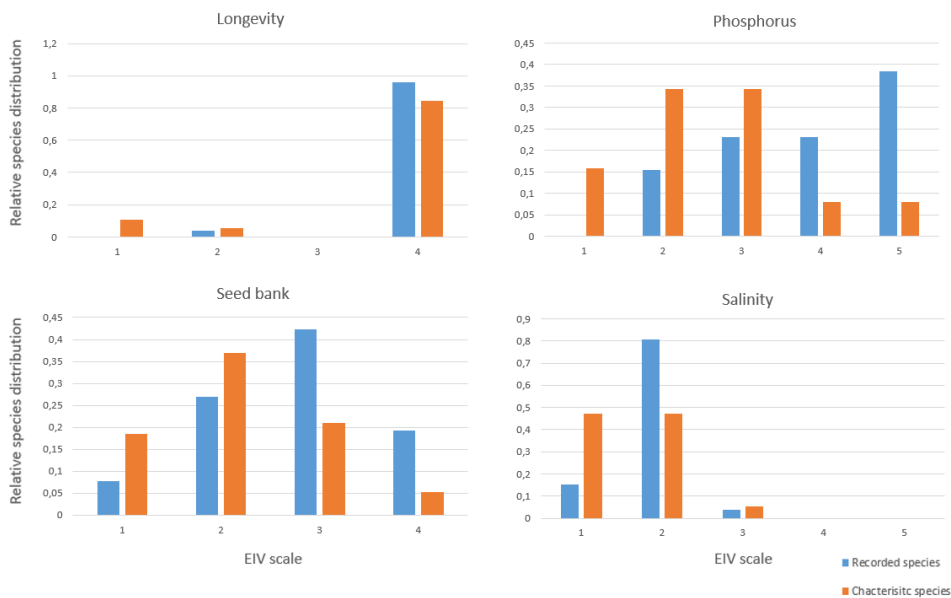 Longevity
Relative species distribution
1,2
1
0,8
0,6
0,4
0,2
0
1 2 3 4
Phosphorus
0,45
0,4
0,35
0,3
0,25
0,2
0,15
0,1
0,05
0
1 2 3 4 5
Seed bank
Relative species distribution
0,45
0,4
0,35
0,3
0,25
0,2
0,15
0,1
0,05
0
1 2 3 4
EIV scale
Salinity
0,9
0,8
0,7
0,6
0,5
0,4
0,3
0,2
0,1
0
1 2 3 4 5
EIV scale
Recorded species
Chacterisitc species